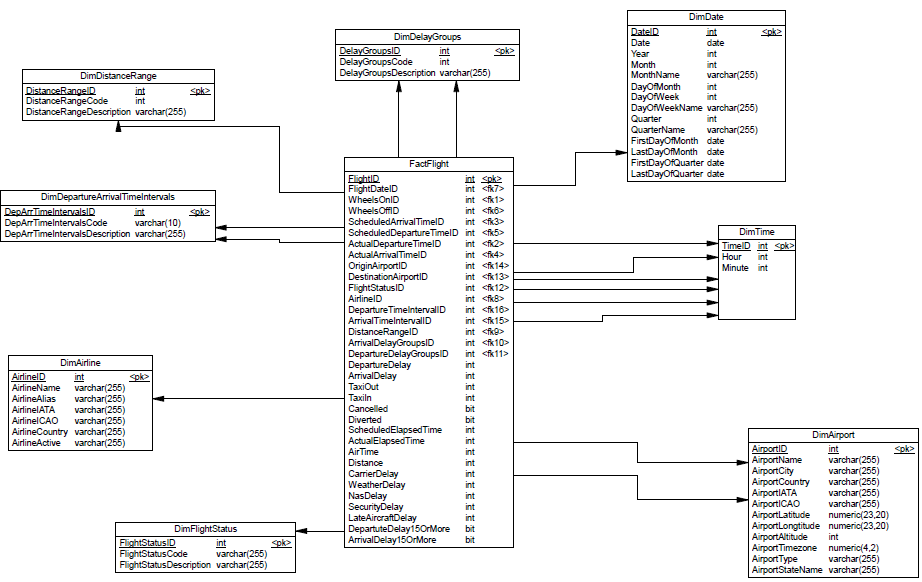 DimDelayGroups
DelayGroupsID int <pk>
DelayGroupsCode int
DelayGroupsDescription varchar(255)
DimDate
DateID int <pk>
Date date
Year int
Month int
MonthName varchar(255)
DayOfMonth int
DayOfWeek int
DayOfWeekName varchar(255)
Quarter int
QuarterName varchar(255)
FirstDayOfMonth date
LastDayOfMonth date
FirstDayOfQuarter date
LastDayOfQuarter date
DimDistanceRange
DistanceRangeID int <pk>
DistanceRangeCode int
DistanceRangeDescription varchar(255)
FactFlight
FlightID int <pk>
FlightDateID int <fk7>
WheelsOnID int <fk1>
WheelsOffID int <fk6>
ScheduledArrivalTimeID int <fk3>
ScheduledDepartureTimeID int <fk5>
ActualDepartureTimeID int <fk2>
ActualArrivalTimeID int <fk4>
OriginAirportID int <fk14>
DestinationAirportID int <fk13>
FlightStatusID int <fk12>
AirlineID int <fk8>
DepartureTimeIntervalID int <fk16>
ArrivalTimeIntervalID int <fk15>
DistanceRangeID int <fk9>
ArrivalDelayGroupsID int <fk10>
DepartureDelayGroupsID int <fk11>
DepartureDelay int
ArrivalDelay int
TaxiOut int
TaxiIn int
Cancelled bit
Diverted bit
ScheduledElapsedTime int
ActualElapsedTime int
AirTime int
Distance int
CarrierDelay int
WeatherDelay int
NasDelay int
SecurityDelay int
LateAircraftDelay int
DeparuteDelay15OrMore bit
ArrivalDelay15OrMore bit
DimDepartureArrivalTimeIntervals
DepArrTimeIntervalsID int <pk>
DepArrTimeIntervalsCode varchar(10)
DepArrTimeIntervalsDescription varchar(255)
DimTime
TimeID int <pk>
Hour int
Minute int
DimAirline
AirlineID int <pk>
AirlineName varchar(255)
AirlineAlias varchar(255)
AirlineIATA varchar(255)
AirlineICAO varchar(255)
AirlineCountry varchar(255)
AirlineActive varchar(255)
DimAirport
AirportID int <pk>
AirportName varchar(255)
AirportCity varchar(255)
AirportCountry varchar(255)
AirportIATA varchar(255)
AirportICAO varchar(255)
AirportLatitude numeric(23,20)
AirportLongtitude numeric(23,20)
AirportAltitude int
AirportTimezone numeric(4,2)
AirportType varchar(255)
AirportStateName varchar(255)
DimFlightStatus
FlightStatusID int <pk>
FlightStatusCode varchar(255)
FlightStatusDescription varchar(255)